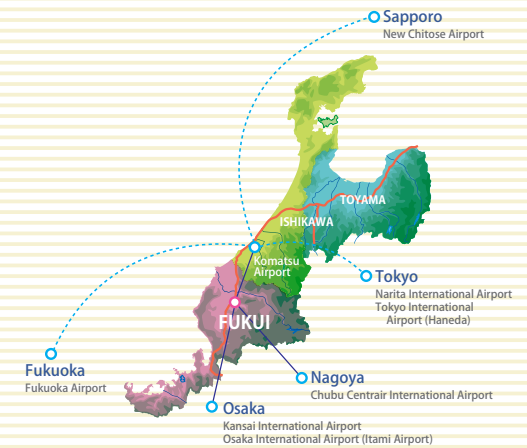 Sapporo
New Chitose Airport
TOYAMA
ISHIKAWA
Komatsu
Airport
Tokyo
Narita International Airport
Tokyo International
Airport (Haneda)
FUKUI
Fukuoka
Fukuoka Airport
Nagoya
Chubu Centrair International Airport
Osaka
Kansai International Airport
Osaka International Airport (Itami Airport)